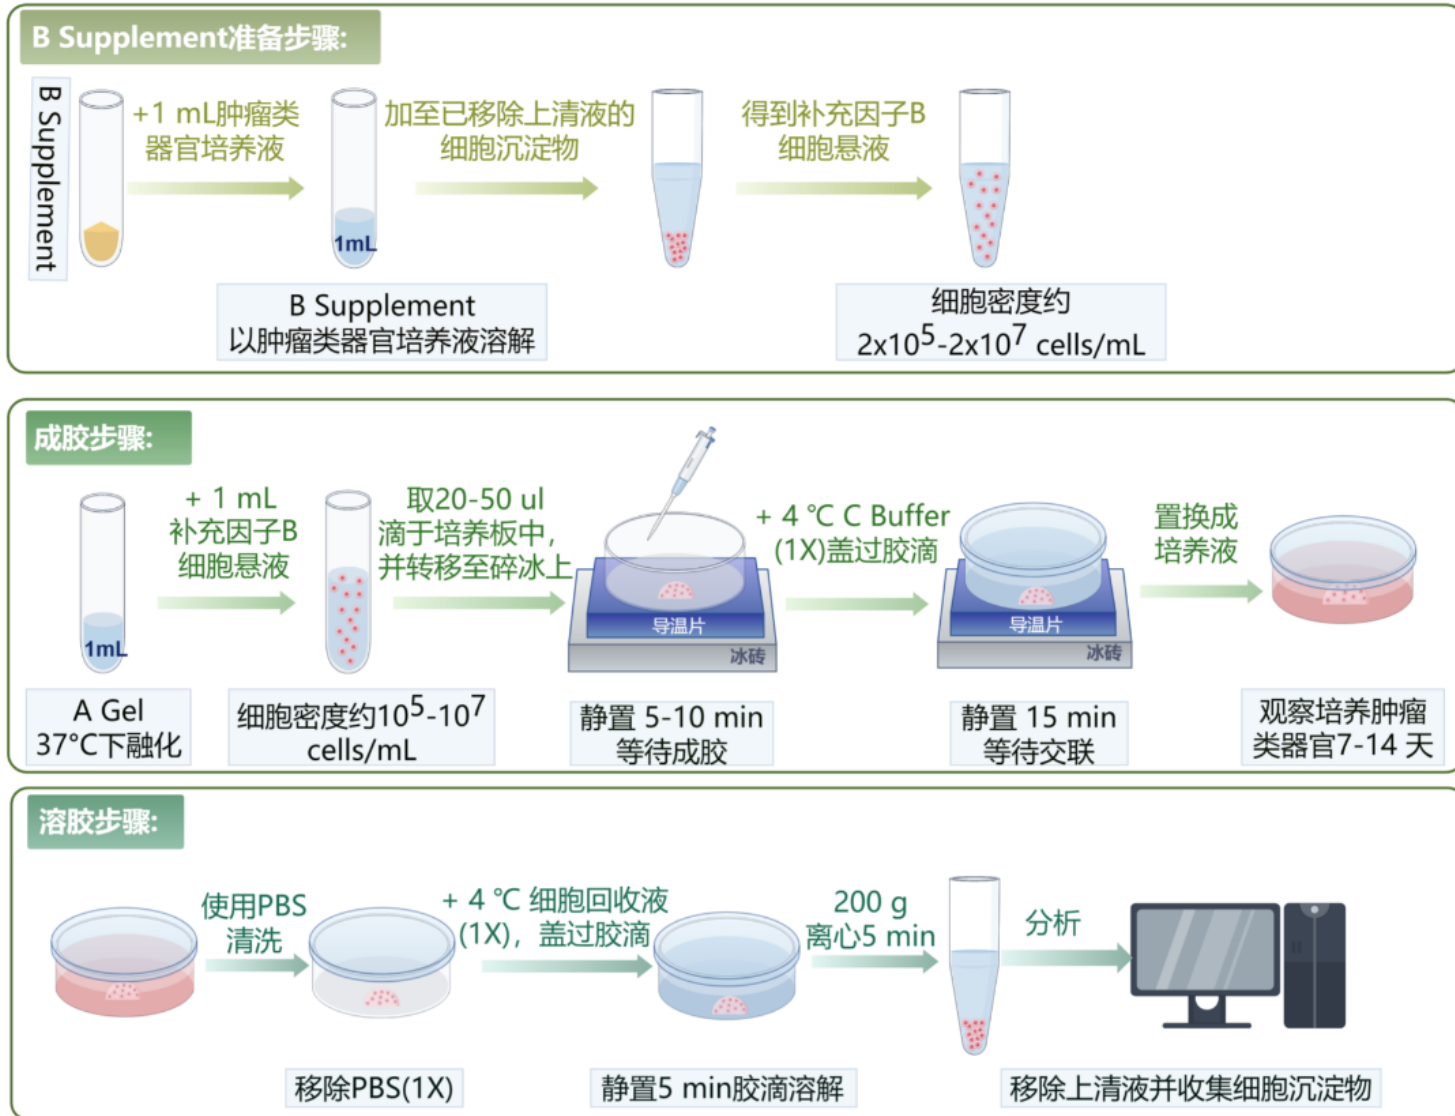 B Supplement准备步骤:
B Supplement
+1 mL肿瘤类
器官培养液
1mL
B Supplement
以肿瘤类器官培养液溶解
加至已移除上清液的
细胞沉淀物
得到补充因子B
细胞悬液
细胞密度约
2x10⁵-2x10⁷ cells/mL
成胶步骤:
1mL
A Gel
37°C下融化
+ 1 mL
补充因子B
细胞悬液
细胞密度约10⁵-10⁷
cells/mL
取20-50 ul
滴于培养板中,
并转移至碎冰上
导温片
冰砖
静置 5-10 min
等待成胶
+ 4 ℃ C Buffer
(1X)盖过胶滴
导温片
冰砖
静置 15 min
等待交联
置换成
培养液
观察培养肿瘤
类器官7-14 天
溶胶步骤:
使用PBS
清洗
移除PBS(1X)
+ 4 ℃ 细胞回收液
(1X)，盖过胶滴
静置5 min胶滴溶解
200 g
离心5 min
移除上清液并收集细胞沉淀物
分析